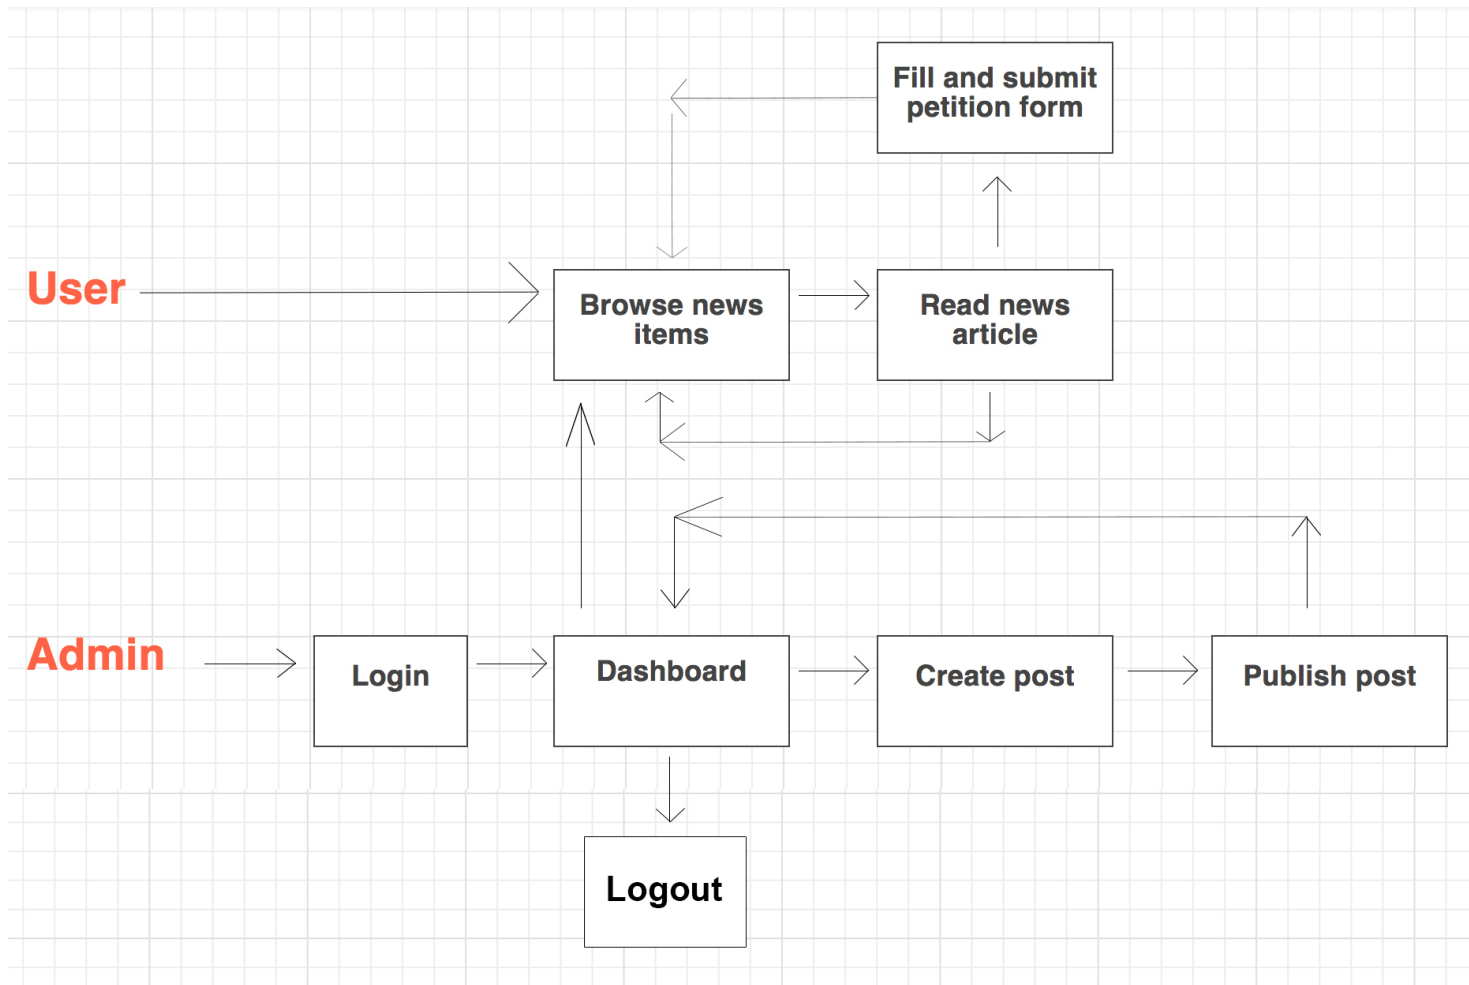 Fill and submit
petition form
User
Browse news
items
Read news
article
Admin
Login
Dashboard
Create post
Publish post
Logout